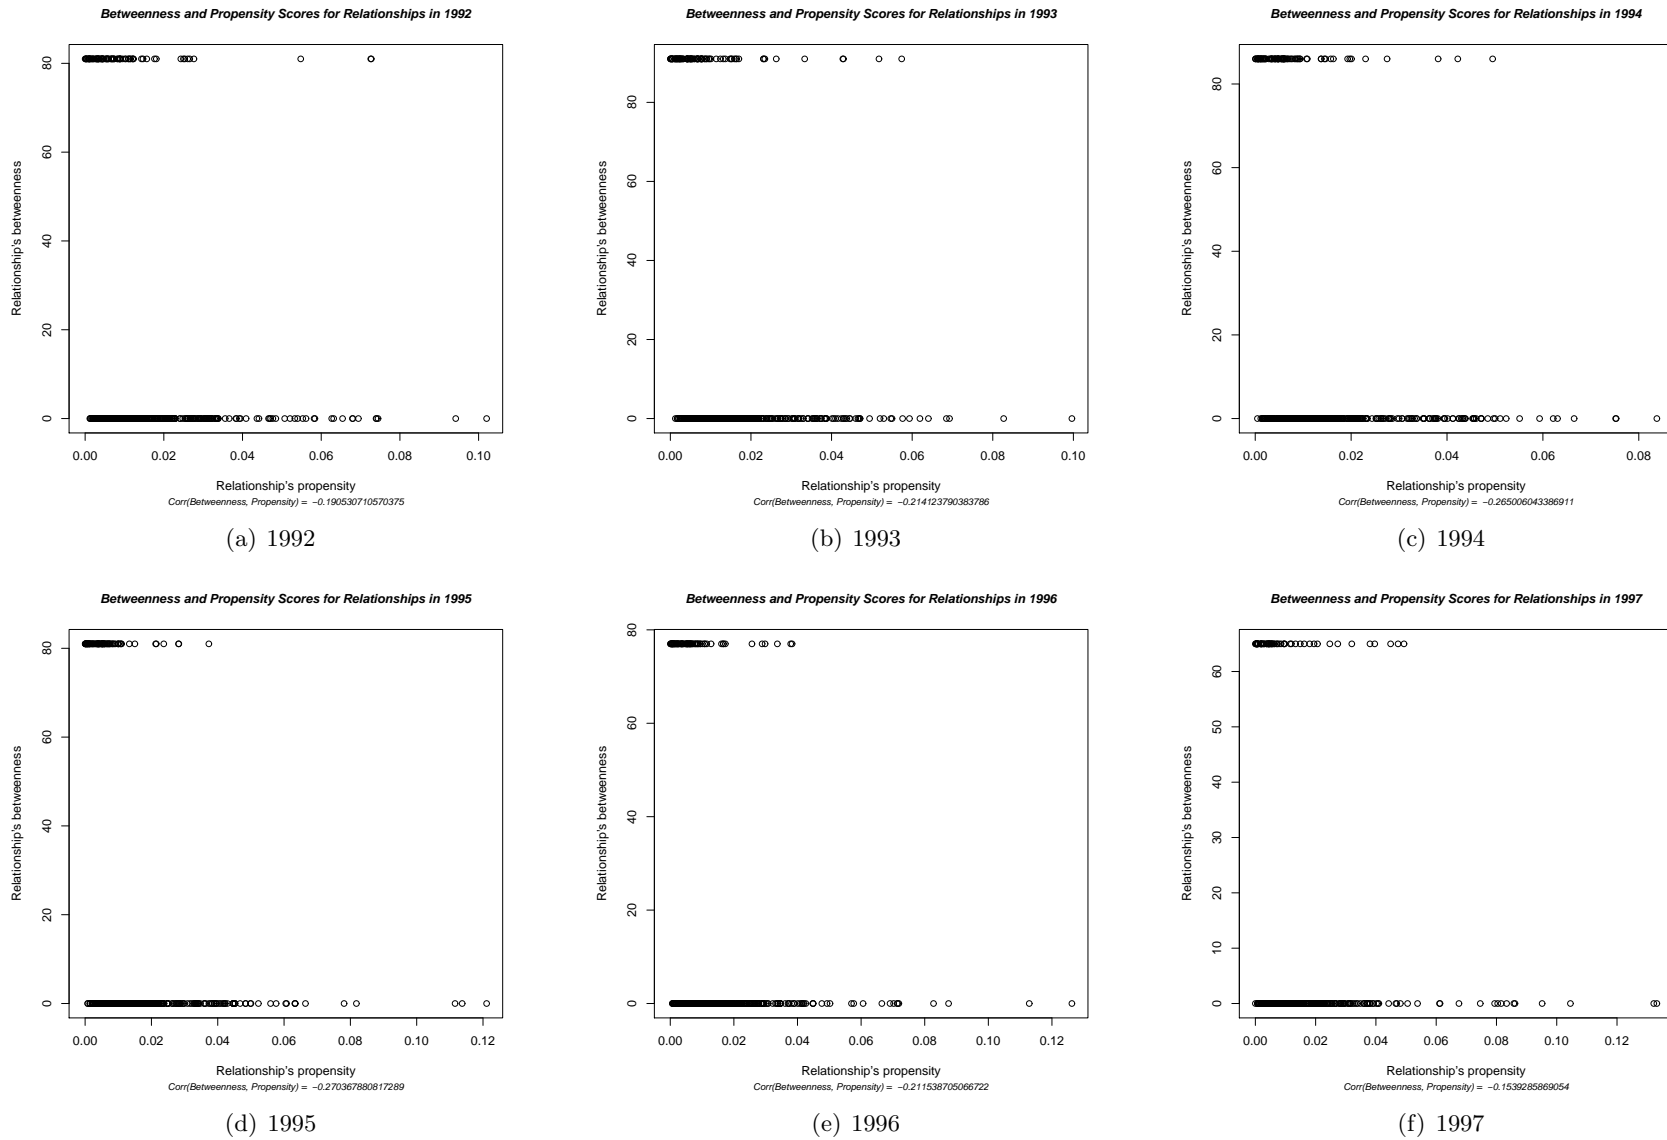 Betweenness and Propensity Scores for Relationships in 1992
Relationship's betweenness
0 20 40 60 80
0.00 0.02 0.04 0.06 0.08 0.10
Relationship's propensity
Corr(Betweenness, Propensity) = −0.190530710570375
(a) 1992
Betweenness and Propensity Scores for Relationships in 1993
Relationship's betweenness
0 20 40 60 80
0.00 0.02 0.04 0.06 0.08 0.10
Relationship's propensity
Corr(Betweenness, Propensity) = −0.214123790383786
(b) 1993
Betweenness and Propensity Scores for Relationships in 1994
Relationship's betweenness
0 20 40 60 80
0.00 0.02 0.04 0.06 0.08
Relationship's propensity
Corr(Betweenness, Propensity) = −0.265006043386911
(c) 1994
Betweenness and Propensity Scores for Relationships in 1995
Relationship's betweenness
0 20 40 60 80
0.00 0.02 0.04 0.06 0.08 0.10 0.12
Relationship's propensity
Corr(Betweenness, Propensity) = −0.270367880817289
(d) 1995
Betweenness and Propensity Scores for Relationships in 1996
Relationship's betweenness
0 20 40 60 80
0.00 0.02 0.04 0.06 0.08 0.10 0.12
Relationship's propensity
Corr(Betweenness, Propensity) = −0.211538705066722
(e) 1996
Betweenness and Propensity Scores for Relationships in 1997
Relationship's betweenness
0 10 20 30 40 50 60
0.00 0.02 0.04 0.06 0.08 0.10 0.12
Relationship's propensity
Corr(Betweenness, Propensity) = −0.1539285869054
(f) 1997